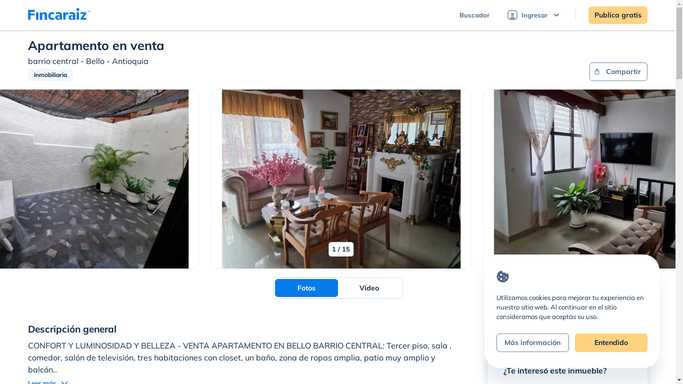 Fincaraiz
Buscador
Ingresar
Publica gratis
Apartamento en venta
barrio central - Bello - Antioquia
Inmobiliaria
Compartir
1 / 15
Fotos
Video
Descripción general
CONFORT Y LUMINOSIDAD Y BELLEZA - VENTA APARTAMENTO EN BELLO BARRIO CENTRAL: Tercer piso, sala ,
comedor, salón de televisión, tres habitaciones con closet, un baño, zona de ropas amplia, patio muy amplio y
balcón..
Leer más
Utilizamos cookies para mejorar tu experiencia en
nuestro sitio web. Al continuar en el sitio
consideramos que aceptas su uso.
Más información
Entendido
¿Te interesó este inmueble?